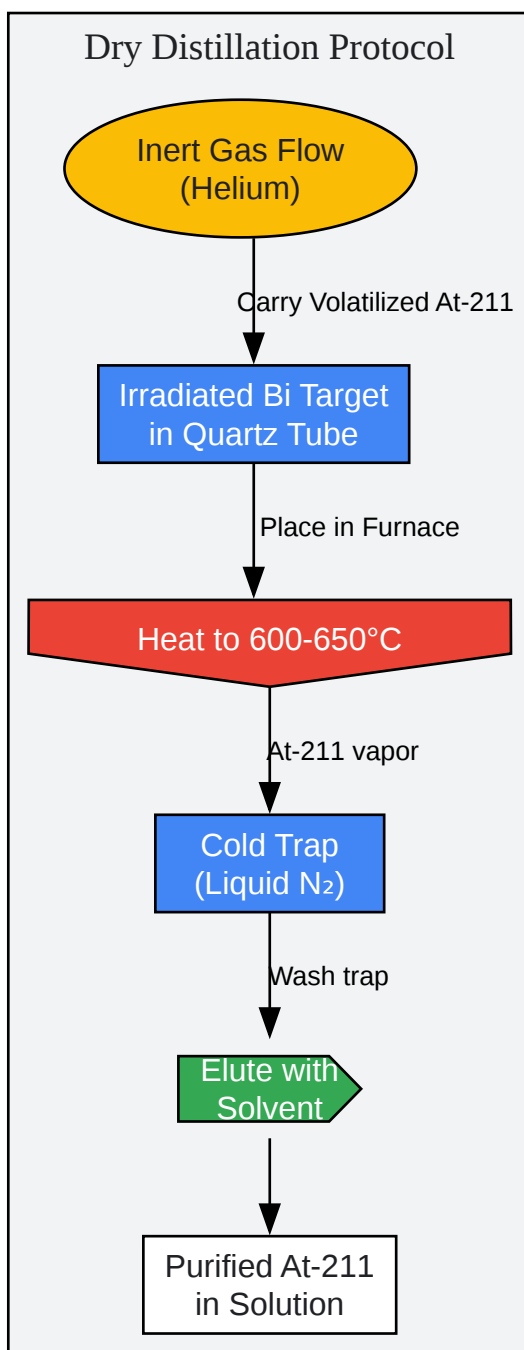 Dry Distillation Protocol
Inert Gas Flow
(Helium)
Carry Volatilized At-211
Irradiated Bi Target
in Quartz Tube
Place in Furnace
Heat to 600-650°C
At-211 vapor
Cold Trap
(Liquid N₂)
Wash trap
Elute with
Solvent
Purified At-211
in Solution